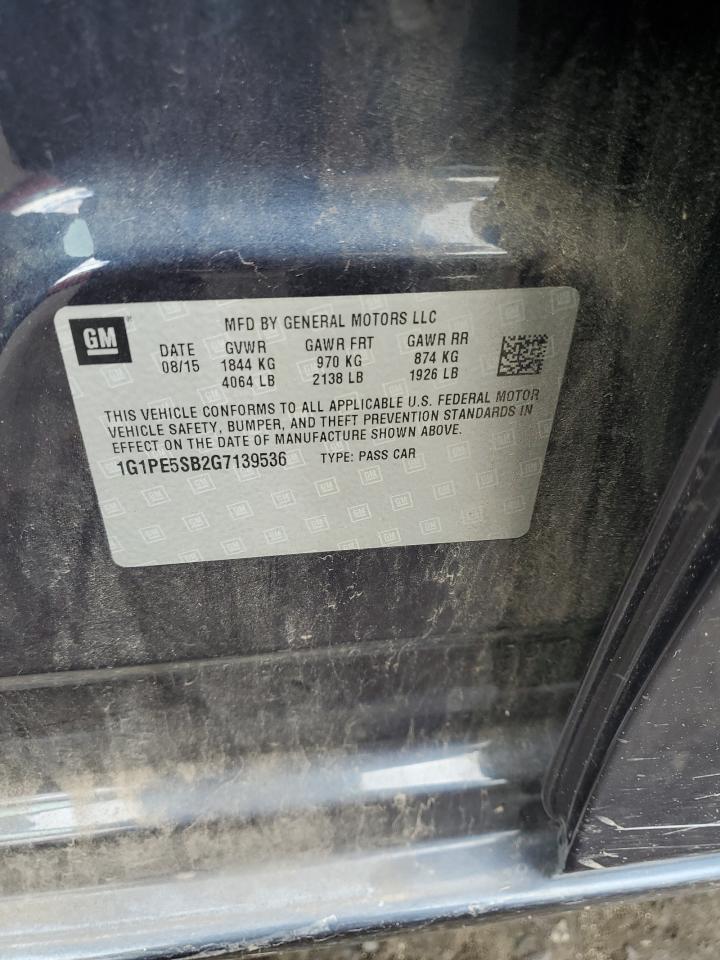 GM
MFD BY GENERAL MOTORS LLC
DATE GVWR GAWR FRT GAWR RR
08/15 1844 KG 970 KG 874 KG
4064 LB 2138 LB 1926 LB
THIS VEHICLE CONFORMS TO ALL APPLICABLE U.S. FEDERAL MOTOR
VEHICLE SAFETY, BUMPER, AND THEFT PREVENTION STANDARDS IN
EFFECT ON THE DATE OF MANUFACTURE SHOWN ABOVE.
1G1PE5SB2G7139536 TYPE: PASS CAR